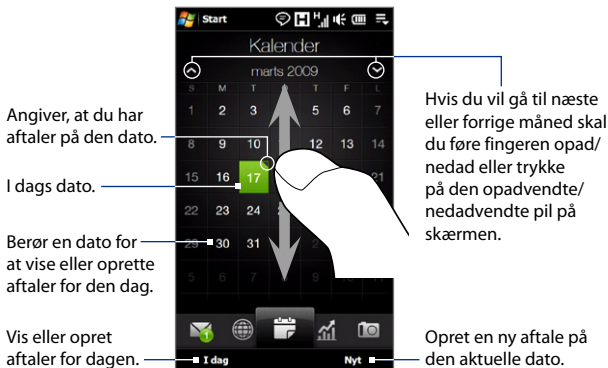 Start
Kalender
marts 2009
S M T T F L
1 2 3 5 6 7
8 9 10 12 13 14
15 16 17 21
22 23 24
29 30 31
5 6 7 9
I dag
Nyt
Angiver, at du har
aftaler på den dato.
I dags dato.
Berør en dato for
at vise eller oprette
aftaler for den dag.
Vis eller opret
aftaler for dagen.
Hvis du vil gå til næste
eller forrige måned skal
du føre fingeren opad/
nedad eller trykke
på den opadvendte/
nedadvendte pil på
skærmen.
Opret en ny aftale på
den aktuelle dato.